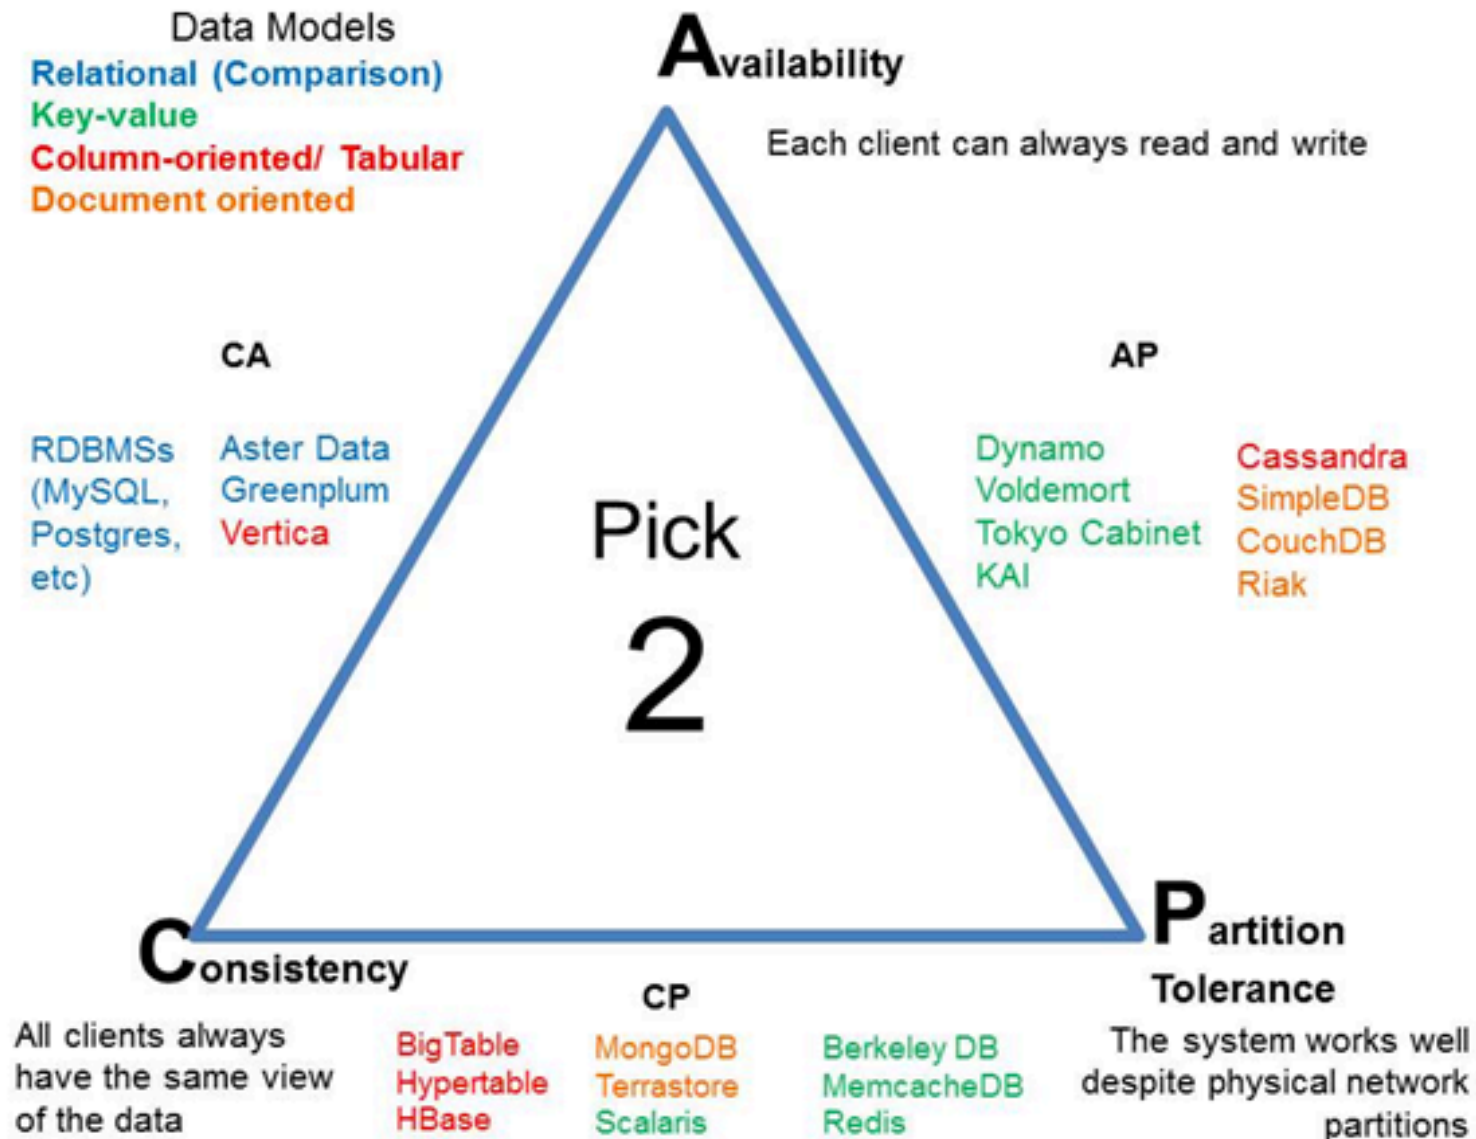 Data Models
Relational (Comparison)
Key-value
Column-oriented/ Tabular
Document oriented
Availability
Each client can always read and write
CA
RDBMSs
(MySQL,
Postgres,
etc)
Aster Data
Greenplum
Vertica
Pick
2
AP
Dynamo
Voldemort
Tokyo Cabinet
KAI
Cassandra
SimpleDB
CouchDB
Riak
Consistency
All clients always
have the same view
of the data
CP
BigTable
Hypertable
HBase
MongoDB
Terrastore
Scalaris
Berkeley DB
MemcacheDB
Redis
Partition
Tolerance
The system works well
despite physical network
partitions